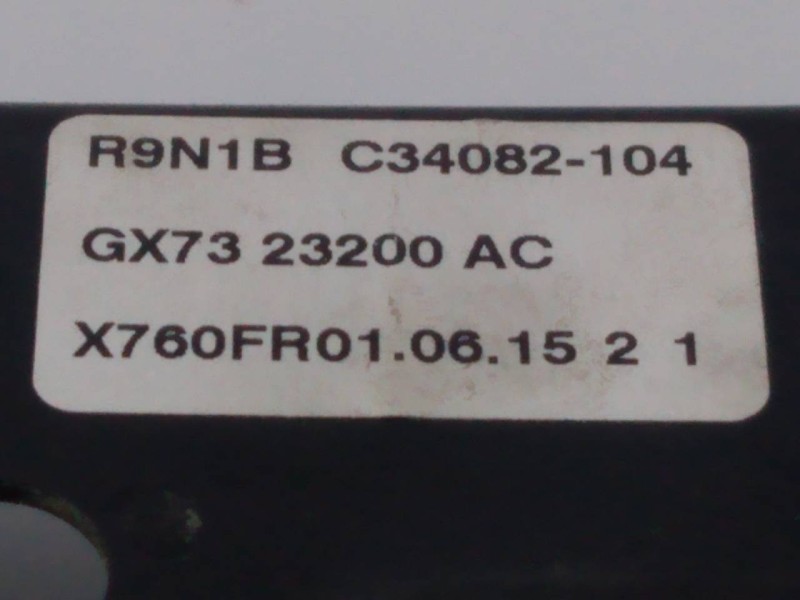 R9N1B C34082-104
GX73 23200 AC
X760FR01.06.15 2 1